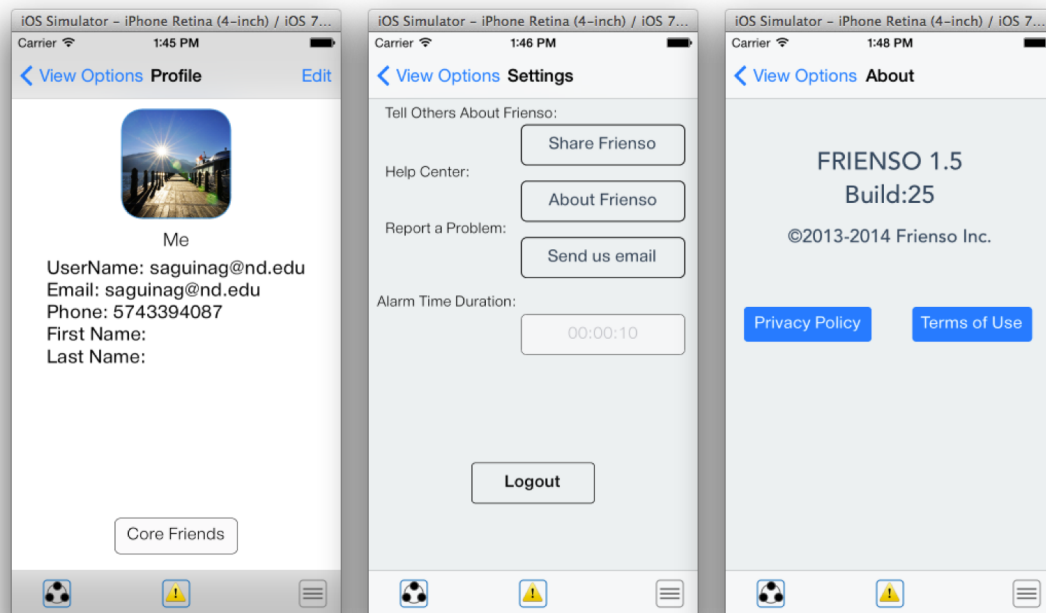 iOS Simulator – iPhone Retina (4-inch) / iOS 7...
Carrier 1:45 PM
View Options Profile Edit
Me
UserName: saguinag@nd.edu
Email: saguinag@nd.edu
Phone: 5743394087
First Name:
Last Name:
Core Friends
iOS Simulator – iPhone Retina (4-inch) / iOS 7...
Carrier 1:46 PM
View Options Settings
Tell Others About Frienso:
Share Frienso
Help Center:
About Frienso
Report a Problem:
Send us email
Alarm Time Duration:
00:00:10
Logout
iOS Simulator – iPhone Retina (4-inch) / iOS 7...
Carrier 1:48 PM
View Options About
FRIENSO 1.5
Build:25
©2013-2014 Frienso Inc.
Privacy Policy Terms of Use